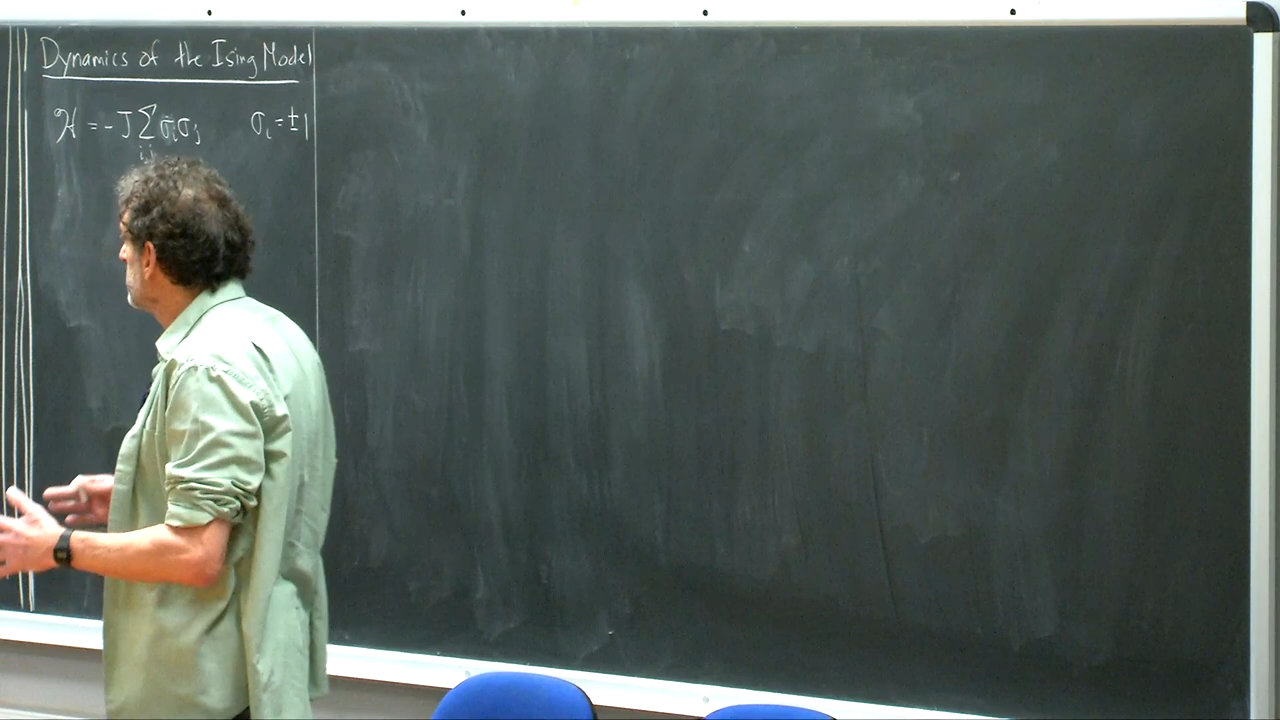 Dynamics of the Ising Model
ℋ = - J ∑ σᵢσⱼ σᵢ = ± 1
i,j